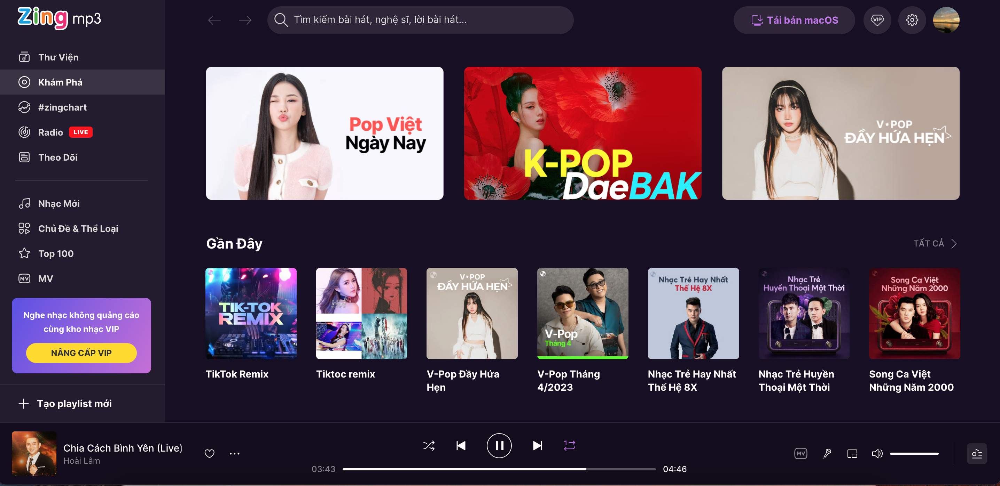 Zing mp3
Tìm kiếm bài hát, nghệ sĩ, lời bài hát...
Tải bản macOS
VIP
Thư Viện
Khám Phá
#zingchart
Radio LIVE
Theo Dõi
Nhạc Mới
Chủ Đề & Thể Loại
Top 100
MV MV
Nghe nhạc không quảng cáo
cùng kho nhạc VIP
NÂNG CẤP VIP
Tạo playlist mới
Pop Việt
Ngày Nay
K-POP
DaeBAK
V POP
ĐẦY HỨA HẸN
Gần Đây
TẤT CẢ
TIK-TOK
REMIX
TikTok Remix
Tiktoc remix
V POP
ĐẦY HỨA HẸN
V-Pop Đầy Hứa
Hẹn
V-Pop
Tháng 4
V-Pop Tháng
4/2023
Nhạc Trẻ Hay Nhất
Thế Hệ 8X
Nhạc Trẻ Hay Nhất
Thế Hệ 8X
Nhạc Trẻ
Huyền Thoại Một Thời
Nhạc Trẻ Huyền
Thoại Một Thời
Song Ca Việt
Những Năm 2000
Song Ca Việt
Những Năm 2000
Chia Cách Bình Yên (Live)
Hoài Lâm
1
03:43
04:46
MV